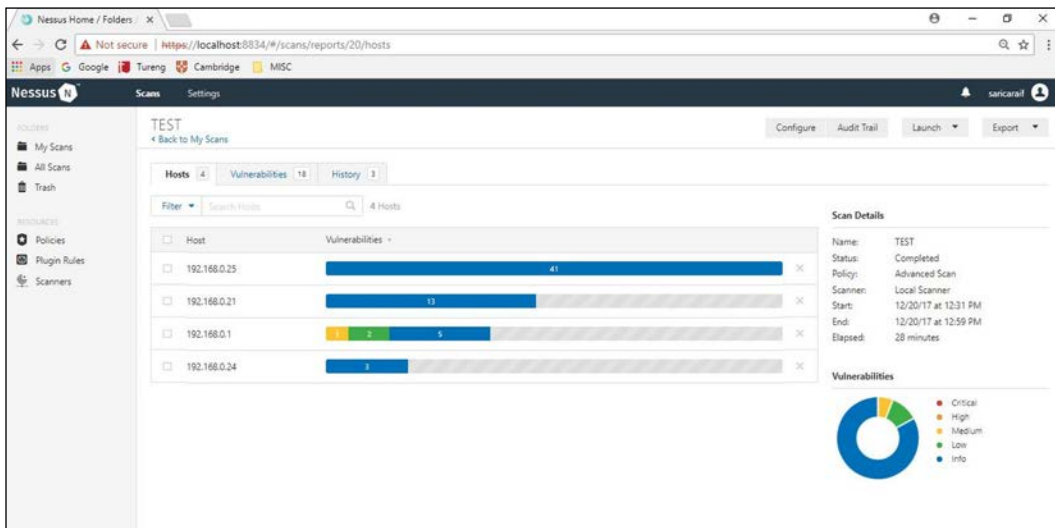 Nessus Home / Folders /
Not secure | https://localhost:8834/#/scans/reports/20/hosts
Apps Google Tureng Cambridge MISC
Nessus N Scans Settings saricaraif
FOLDERS
My Scans
All Scans
Trash
RESOURCES
Policies
Plugin Rules
Scanners
TEST
Back to My Scans
Configure Audit Trail Launch Export
Hosts 4 Vulnerabilities 18 History 3
Filter Search Hosts 4 Hosts
Host Vulnerabilities
192.168.0.25 41
192.168.0.21 13
192.168.0.1 1 2 5
192.168.0.24 3
Scan Details
Name: TEST
Status: Completed
Policy: Advanced Scan
Scanner: Local Scanner
Start: 12/20/17 at 12:31 PM
End: 12/20/17 at 12:59 PM
Elapsed: 28 minutes
Vulnerabilities
Critical
High
Medium
Low
Info